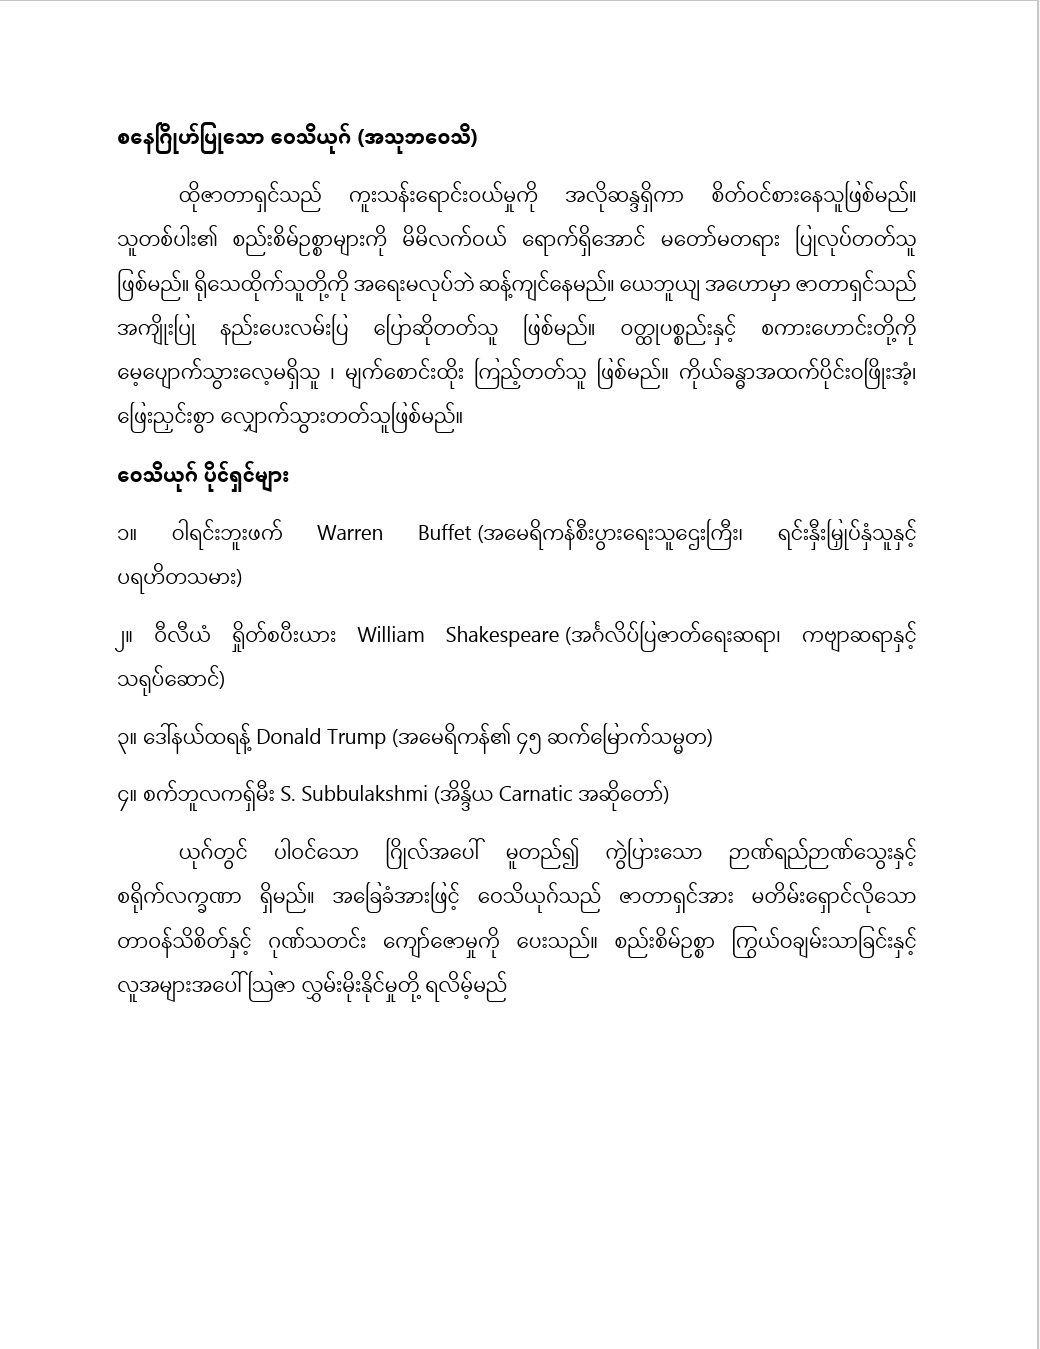 စနေဂြိုဟ်ပြုသော ဝေသိယုဂ် (အသုဘဝေသိ)
ထိုဇာတာရှင်သည် ကူးသန်းရောင်းဝယ်မှုကို အလိုဆန္ဒရှိကာ စိတ်ဝင်စားနေသူဖြစ်မည်။
သူတစ်ပါး၏ စည်းစိမ်ဥစ္စာများကို မိမိလက်ဝယ် ရောက်ရှိအောင် မတော်မတရား ပြုလုပ်တတ်သူ
ဖြစ်မည်။ ရိုသေထိုက်သူတို့ကို အရေးမလုပ်ဘဲ ဆန့်ကျင်နေမည်။ ယေဘူယျ အဟောမှာ ဇာတာရှင်သည်
အကျိုးပြု နည်းပေးလမ်းပြ ပြောဆိုတတ်သူ ဖြစ်မည်။ ဝတ္ထုပစ္စည်းနှင့် စကားဟောင်းတို့ကို
မေ့ပျောက်သွားလေ့မရှိသူ ၊ မျက်စောင်းထိုး ကြည့်တတ်သူ ဖြစ်မည်။ ကိုယ်ခန္ဓာအထက်ပိုင်းဝဖြိုးအံ့၊
ဖြေးညှင်းစွာ လျှောက်သွားတတ်သူဖြစ်မည်။
ဝေသိယုဂ် ပိုင်ရှင်များ
၁။ ဝါရင်းဘူးဖက် Warren Buffet (အမေရိကန်စီးပွားရေးသူဌေးကြီး၊ ရင်းနှီးမြှုပ်နှံသူနှင့်
ပရဟိတသမား)
၂။ ဝီလီယံ ရှိုတ်စပီးယား William Shakespeare (အင်္ဂလိပ်ပြဇာတ်ရေးဆရာ၊ ကဗျာဆရာနှင့်
သရုပ်ဆောင်)
၃။ ဒေါ်နယ်ထရန့် Donald Trump (အမေရိကန်၏ ၄၅ ဆက်မြောက်သမ္မတ)
၄။ စက်ဘူလကရှ်မီး S. Subbulakshmi (အိန္ဒိယ Carnatic အဆိုတော်)
ယုဂ်တွင် ပါဝင်သော ဂြိုလ်အပေါ် မူတည်၍ ကွဲပြားသော ဉာဏ်ရည်ဉာဏ်သွေးနှင့်
စရိုက်လက္ခဏာ ရှိမည်။ အခြေခံအားဖြင့် ဝေသိယုဂ်သည် ဇာတာရှင်အား မတိမ်းရှောင်လိုသော
တာဝန်သိစိတ်နှင့် ဂုဏ်သတင်း ကျော်ဇောမှုကို ပေးသည်။ စည်းစိမ်ဥစ္စာ ကြွယ်ဝချမ်းသာခြင်းနှင့်
လူအများအပေါ် ဩဇာ လွှမ်းမိုးနိုင်မှုတို့ ရလိမ့်မည်